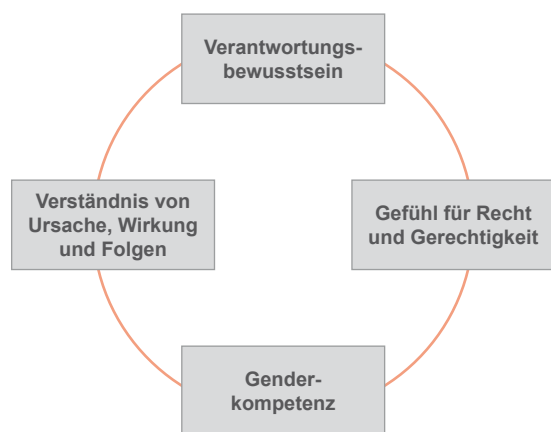 Verantwortungs-
bewusstsein
Verständnis von
Ursache, Wirkung
und Folgen
Gefühl für Recht
und Gerechtigkeit
Gender-
kompetenz